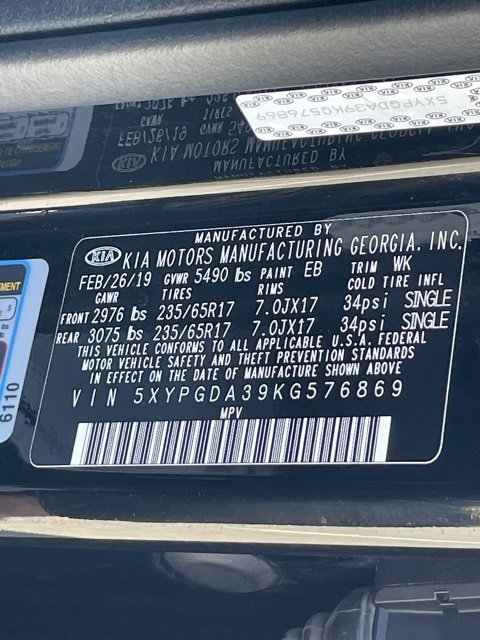 5XYPGDA39KG576869
MANUFACTURED BY
KIA KIA MOTORS MANUFACTURING GEORGIA, INC.
FEB/26/19 GVWR 5490 lbs PAINT EB TRIM WK
GAWR TIRES RIMS COLD TIRE INFL
FRONT 2976 lbs 235/65R17 7.0JX17 34psi SINGLE
REAR 3075 lbs 235/65R17 7.0JX17 34psi SINGLE
THIS VEHICLE CONFORMS TO ALL APPLICABLE U.S.A. FEDERAL
MOTOR VEHICLE SAFETY AND THEFT PREVENTION STANDARDS
IN EFFECT ON THE DATE OF MANUFACTURE SHOWN ABOVE
VIN 5XYPGDA39KG576869
MPV
6110